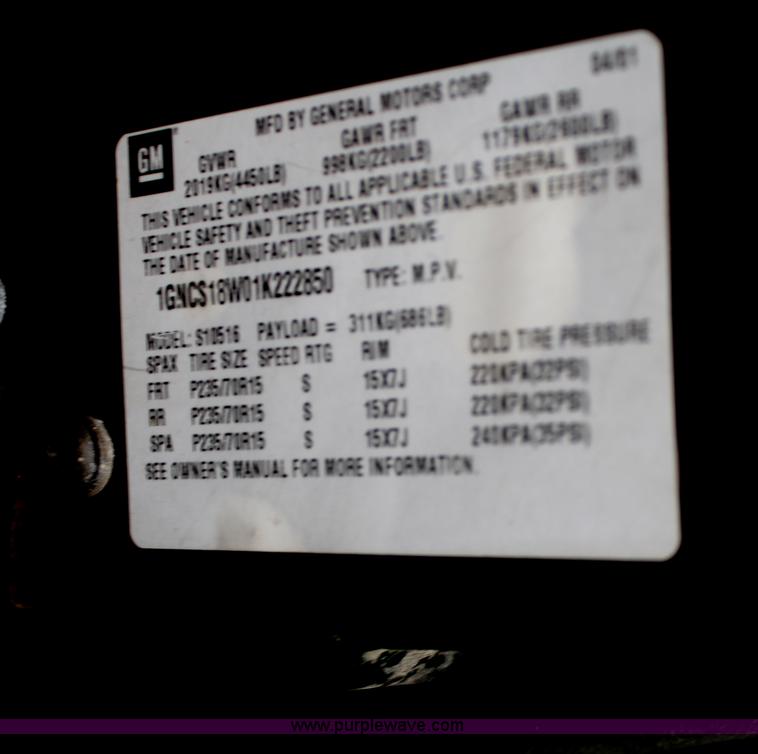 MFD BY GENERAL MOTORS CORP 04/01
GM
GVWR GAWR FRT GAWR RR
2019KG(4450LB) 998KG(2200LB) 1179KG(2600LB)
THIS VEHICLE CONFORMS TO ALL APPLICABLE U.S. FEDERAL MOTOR
VEHICLE SAFETY AND THEFT PREVENTION STANDARDS IN EFFECT ON
THE DATE OF MANUFACTURE SHOWN ABOVE.
1GNCS18W01K222850 TYPE: M.P.V.
MODEL: S10516 PAYLOAD = 311KG(686LB)
SPAX TIRE SIZE SPEED RTG RIM COLD TIRE PRESSURE
FRT P235/70R15 S 15X7J 220KPA(32PSI)
RR P235/70R15 S 15X7J 220KPA(32PSI)
SPA P235/70R15 S 15X7J 240KPA(35PSI)
SEE OWNER'S MANUAL FOR MORE INFORMATION.
www.purplewave.com